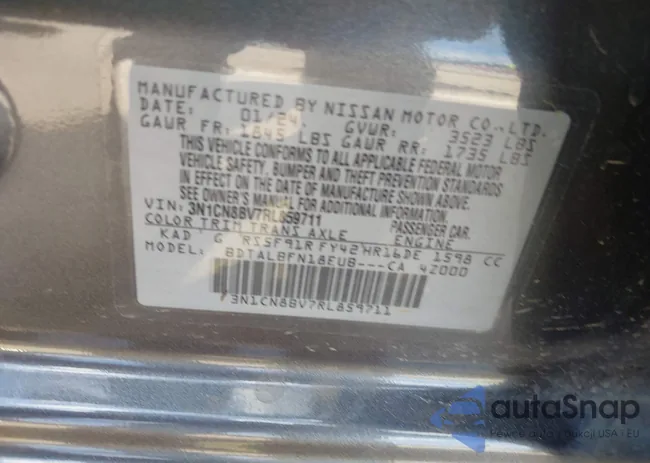 MANUFACTURED BY NISSAN MOTOR CO.,LTD.
DATE: 01/24 GVWR: 3523 LBS
GAWR FR: 1845 LBS GAWR RR: 1735 LBS
THIS VEHICLE CONFORMS TO ALL APPLICABLE FEDERAL MOTOR
VEHICLE SAFETY, BUMPER AND THEFT PREVENTION STANDARDS
IN EFFECT ON THE DATE OF MANUFACTURE SHOWN ABOVE.
SEE OWNER'S MANUAL FOR ADDITIONAL INFORMATION.
VIN: 3N1CN8BV7RL859711 PASSENGER CAR.
COLOR TRIM TRANS AXLE ENGINE
KAD G RS5F91R FY42 HR16DE 1598 CC
MODEL: BDTALBFN18EUB---CA 42000
3N1CN8BV7RL859711
autaSnap
USA - EU